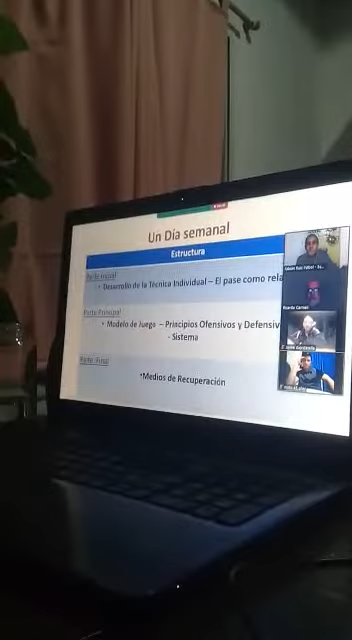 Un Día semanal
Estructura
Parte Inicial
• Desarrollo de la Técnica Individual – El pase como rela
Parte Principal
• Modelo de Juego – Principios Ofensivos y Defensiv
- Sistema
Parte Final
*Medios de Recuperación